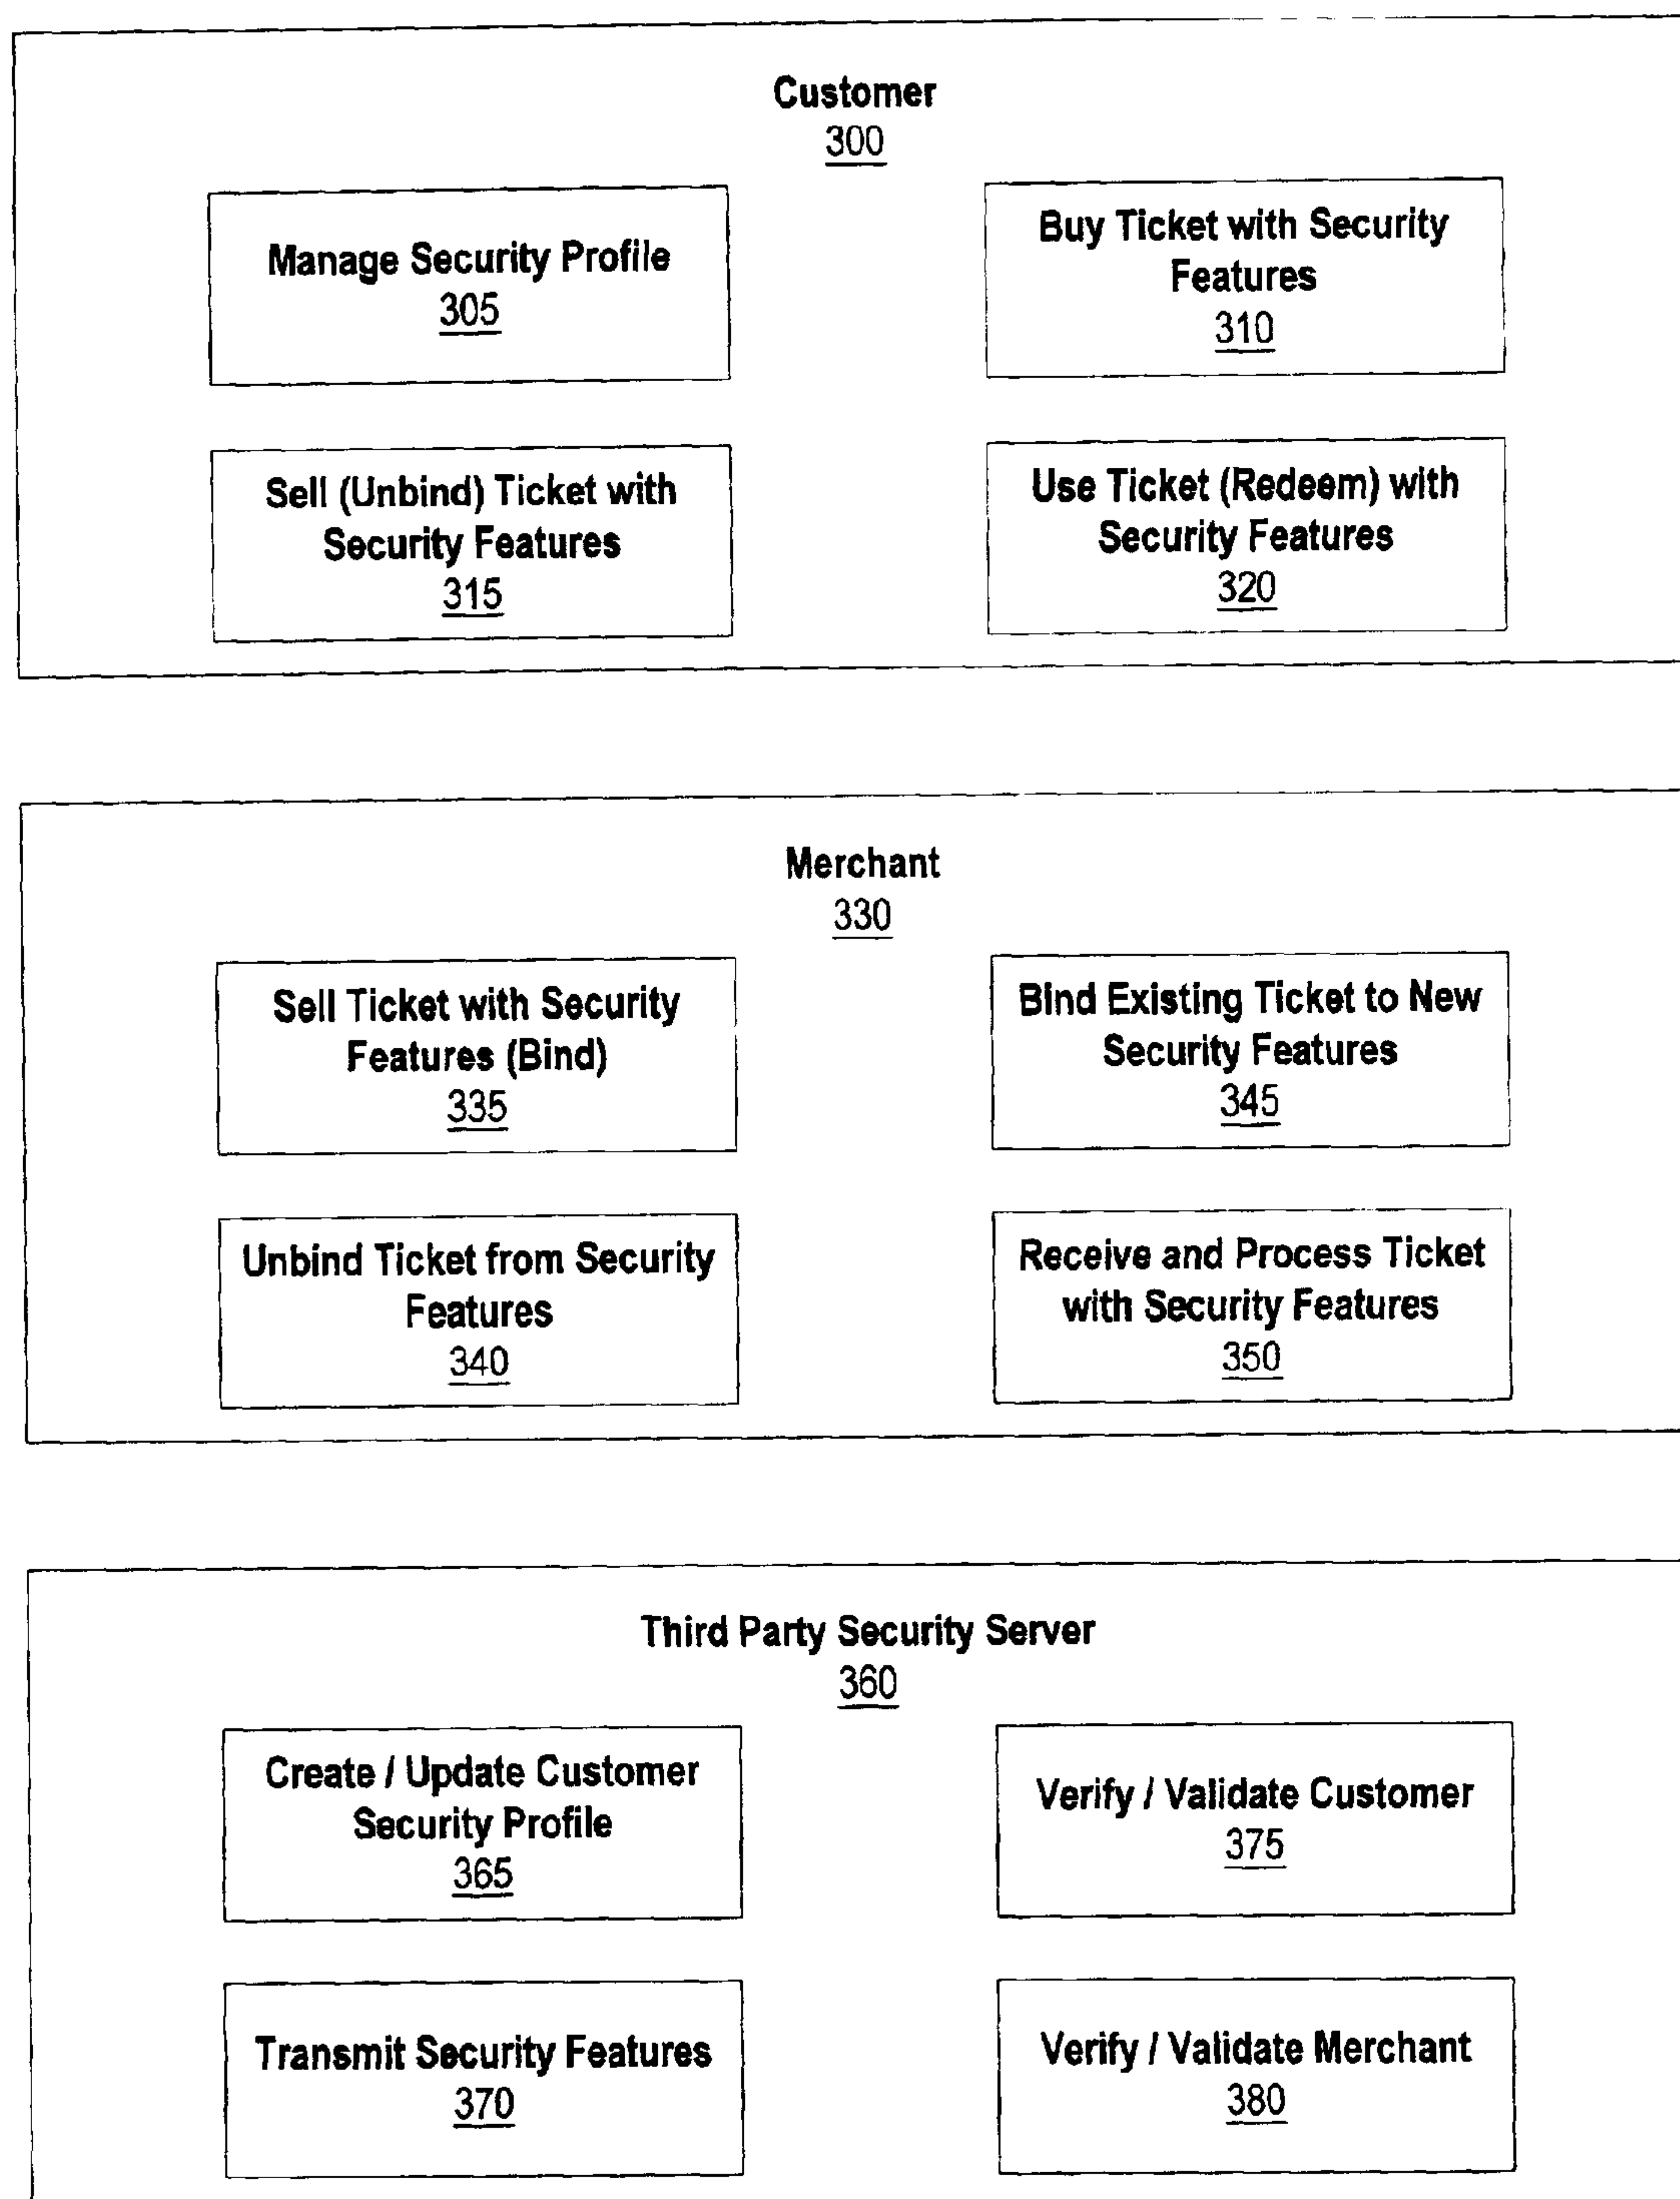 Customer
300
Manage Security Profile
305
Buy Ticket with Security
Features
310
Sell (Unbind) Ticket with
Security Features
315
Use Ticket (Redeem) with
Security Features
320
Merchant
330
Sell Ticket with Security
Features (Bind)
335
Bind Existing Ticket to New
Security Features
345
Unbind Ticket from Security
Features
340
Receive and Process Ticket
with Security Features
350
Third Party Security Server
360
Create / Update Customer
Security Profile
365
Verify / Validate Customer
375
Transmit Security Features
370
Verify / Validate Merchant
380